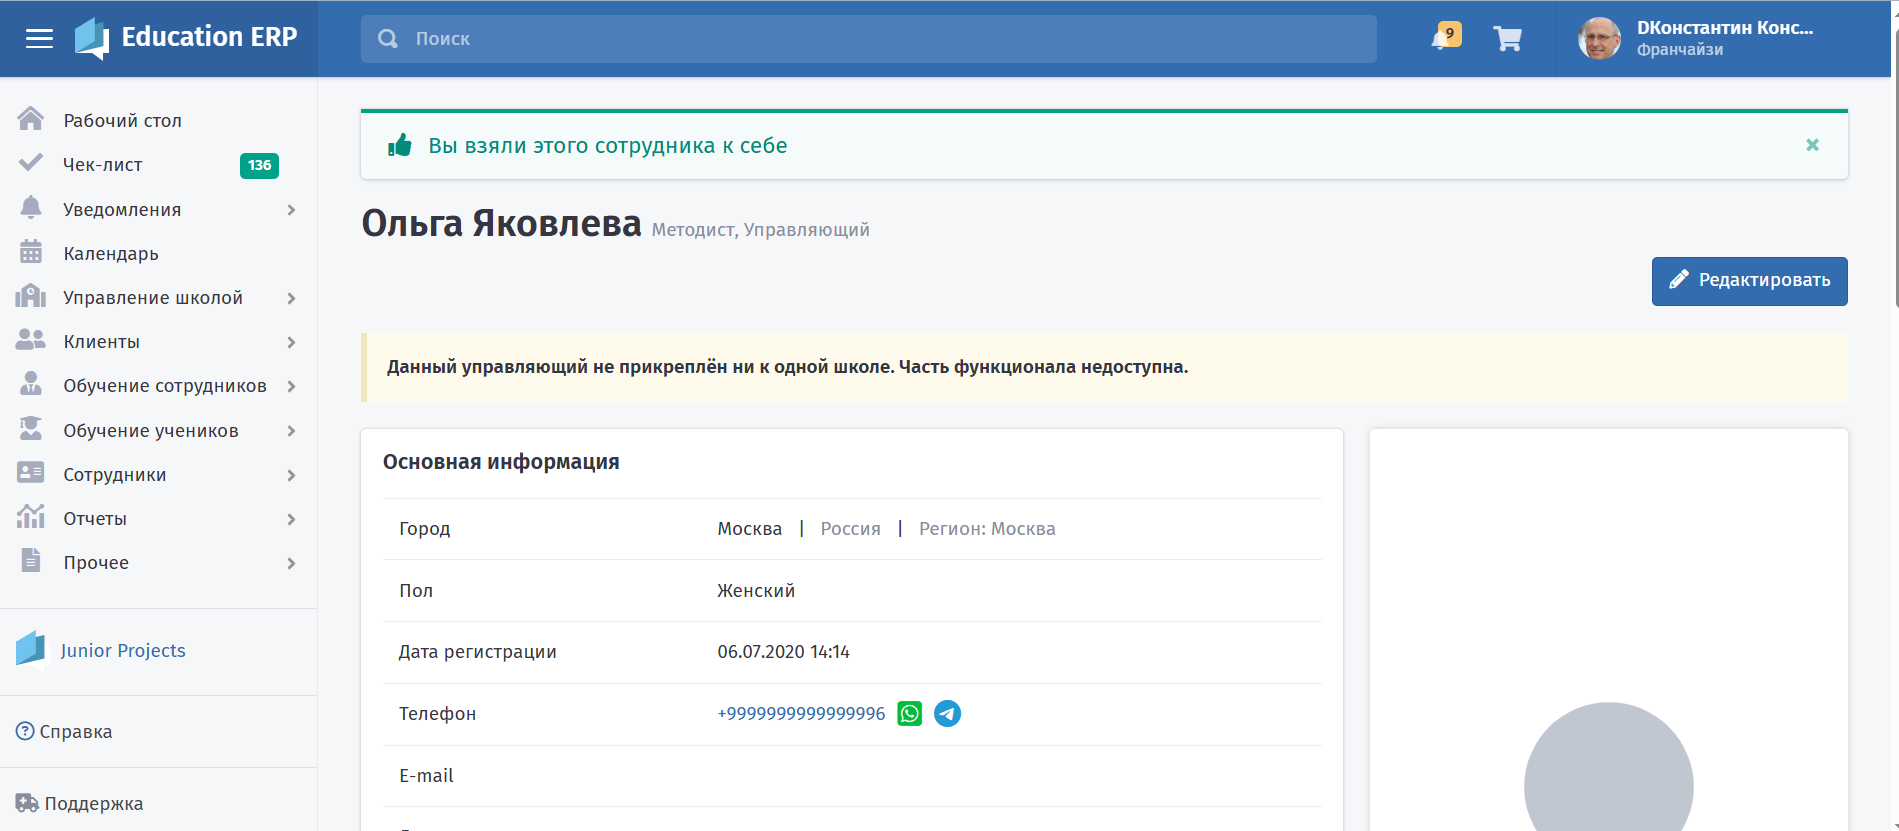 Education ERP
Поиск
9
DКонстантин Конс...
Франчайзи
Рабочий стол
Чек-лист
136
Уведомления
Календарь
Управление школой
Клиенты
Обучение сотрудников
Обучение учеников
Сотрудники
Отчеты
Прочее
Junior Projects
Справка
Поддержка
Вы взяли этого сотрудника к себе
Ольга Яковлева Методист, Управляющий
Редактировать
Данный управляющий не прикреплён ни к одной школе. Часть функционала недоступна.
Основная информация
Город Москва | Россия | Регион: Москва
Пол Женский
Дата регистрации 06.07.2020 14:14
Телефон +9999999999999996
E-mail